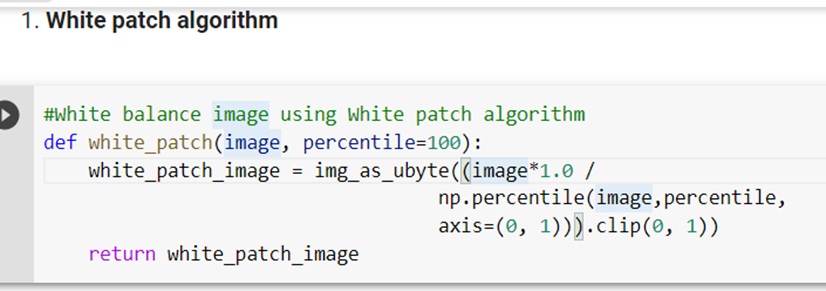 1. White patch algorithm
#White balance image using White patch algorithm
def white_patch(image, percentile=100):
white_patch_image = img_as_ubyte((image*1.0 /
np.percentile(image,percentile,
axis=(0, 1))).clip(0, 1))
return white_patch_image